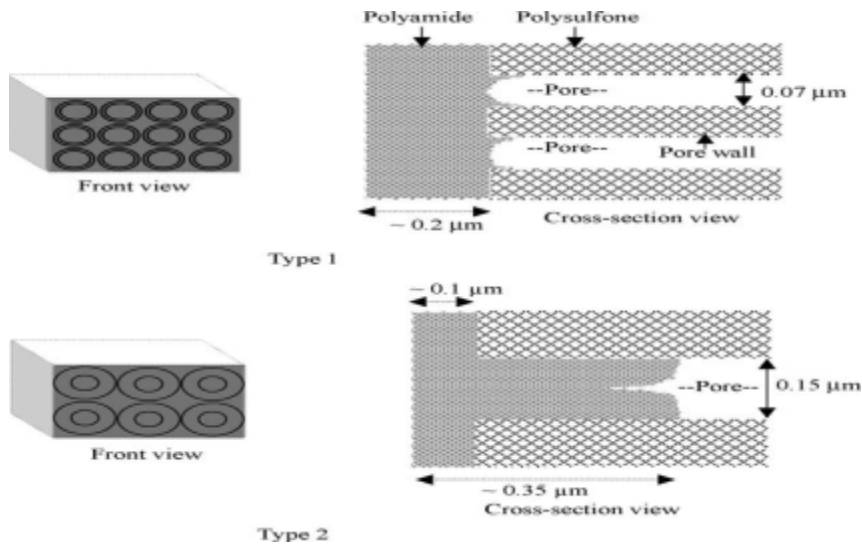 Polyamide Polysulfone
--Pore-- 0.07 μm
--Pore-- Pore wall
Front view
~ 0.2 μm Cross-section view
Type 1
~ 0.1 μm
--Pore-- 0.15 μm
Front view
~ 0.35 μm
Cross-section view
Type 2